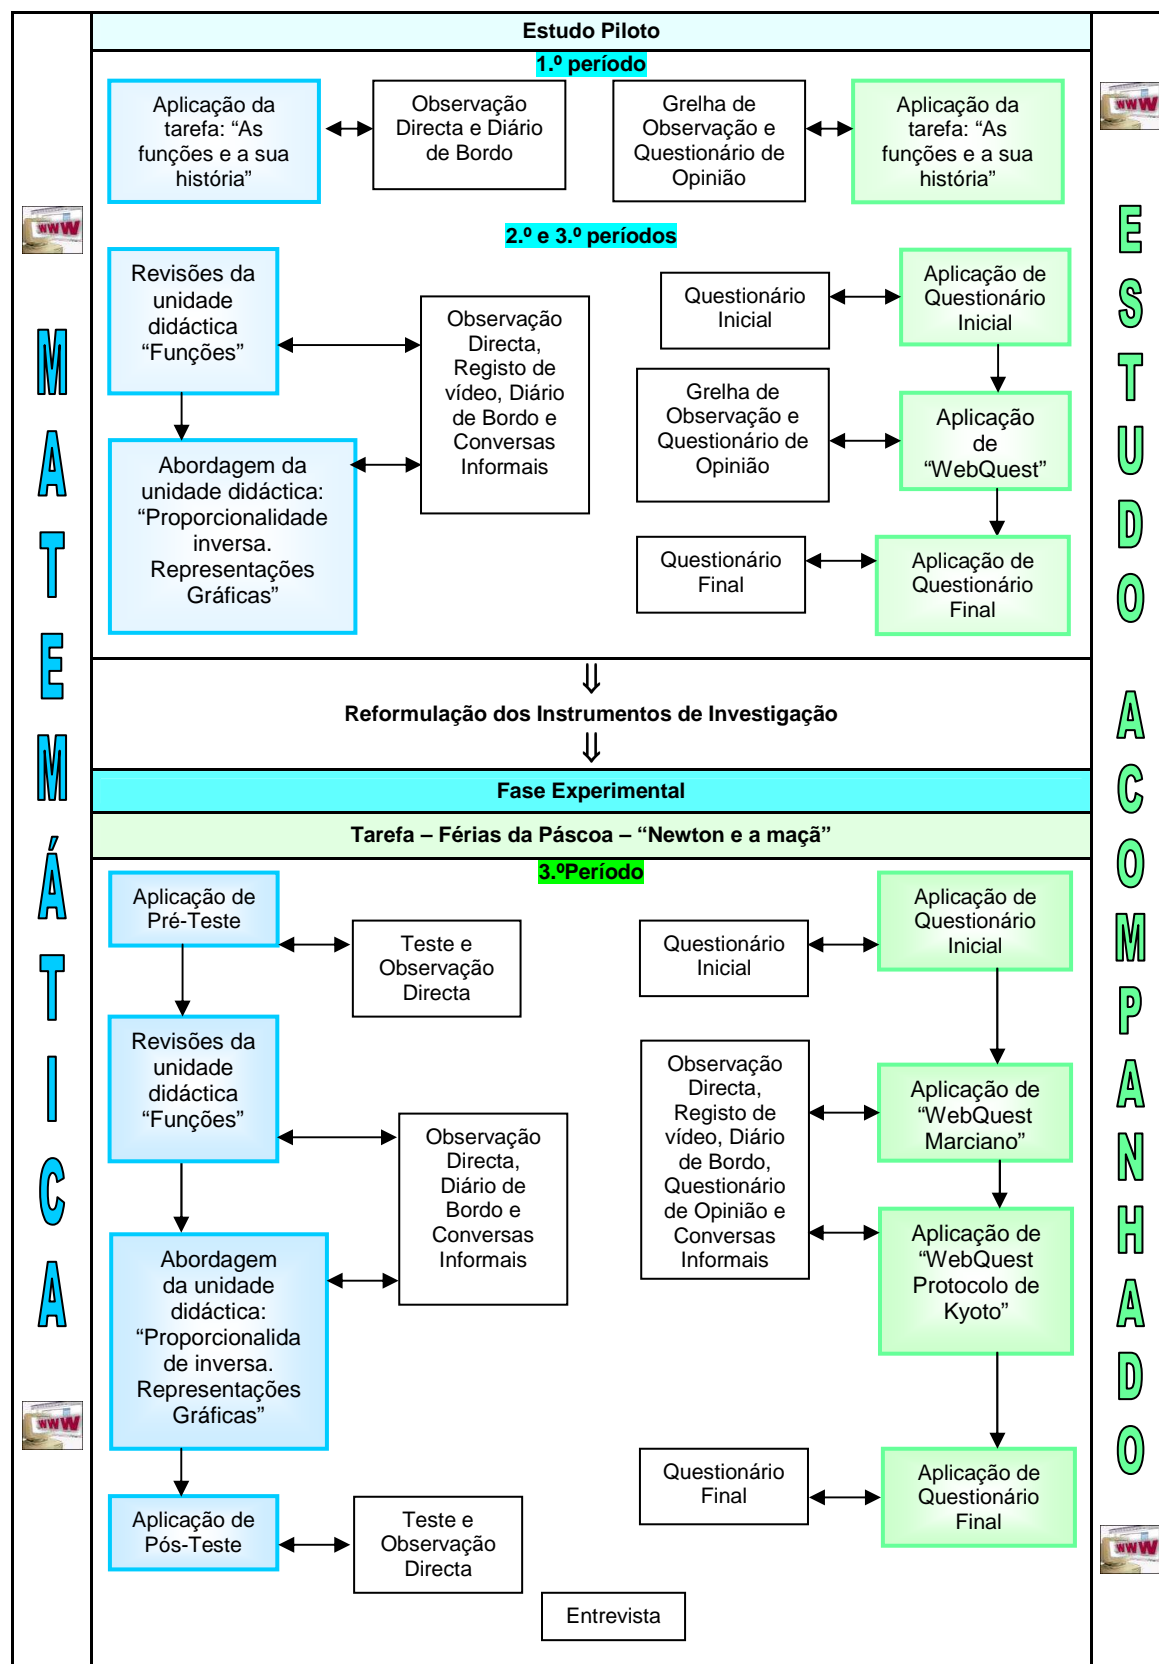 Estudo Piloto
1.º período
Aplicação da
tarefa: “As
funções e a sua
história”
Observação
Directa e Diário
de Bordo
Grelha de
Observação e
Questionário de
Opinião
Aplicação da
tarefa: “As
funções e a sua
história”
2.º e 3.º períodos
Revisões da
unidade
didáctica
“Funções”
Observação
Directa,
Registo de
vídeo, Diário
de Bordo e
Conversas
Informais
Abordagem da
unidade didáctica:
“Proporcionalidade
inversa.
Representações
Gráficas”
Questionário
Inicial
Aplicação de
Questionário
Inicial
Grelha de
Observação e
Questionário de
Opinião
Aplicação
de
“WebQuest”
Questionário
Final
Aplicação de
Questionário
Final
⇓
Reformulação dos Instrumentos de Investigação
⇓
Fase Experimental
Tarefa – Férias da Páscoa – “Newton e a maçã”
3.ºPeríodo
Aplicação de
Pré-Teste
Teste e
Observação
Directa
Revisões da
unidade
didáctica
“Funções”
Observação
Directa,
Diário de
Bordo e
Conversas
Informais
Abordagem
da unidade
didáctica:
“Proporcionalida
de inversa.
Representações
Gráficas”
Aplicação de
Pós-Teste
Teste e
Observação
Directa
Questionário
Inicial
Aplicação de
Questionário
Inicial
Observação
Directa,
Registo de
vídeo, Diário
de Bordo,
Questionário
de Opinião e
Conversas
Informais
Aplicação de
“WebQuest
Marciano”
Aplicação de
“WebQuest
Protocolo de
Kyoto”
Questionário
Final
Aplicação de
Questionário
Final
Entrevista
MATEMÁTICA
ESTUDO ACOMPANHADO
WWW
WWW
WWW
WWW